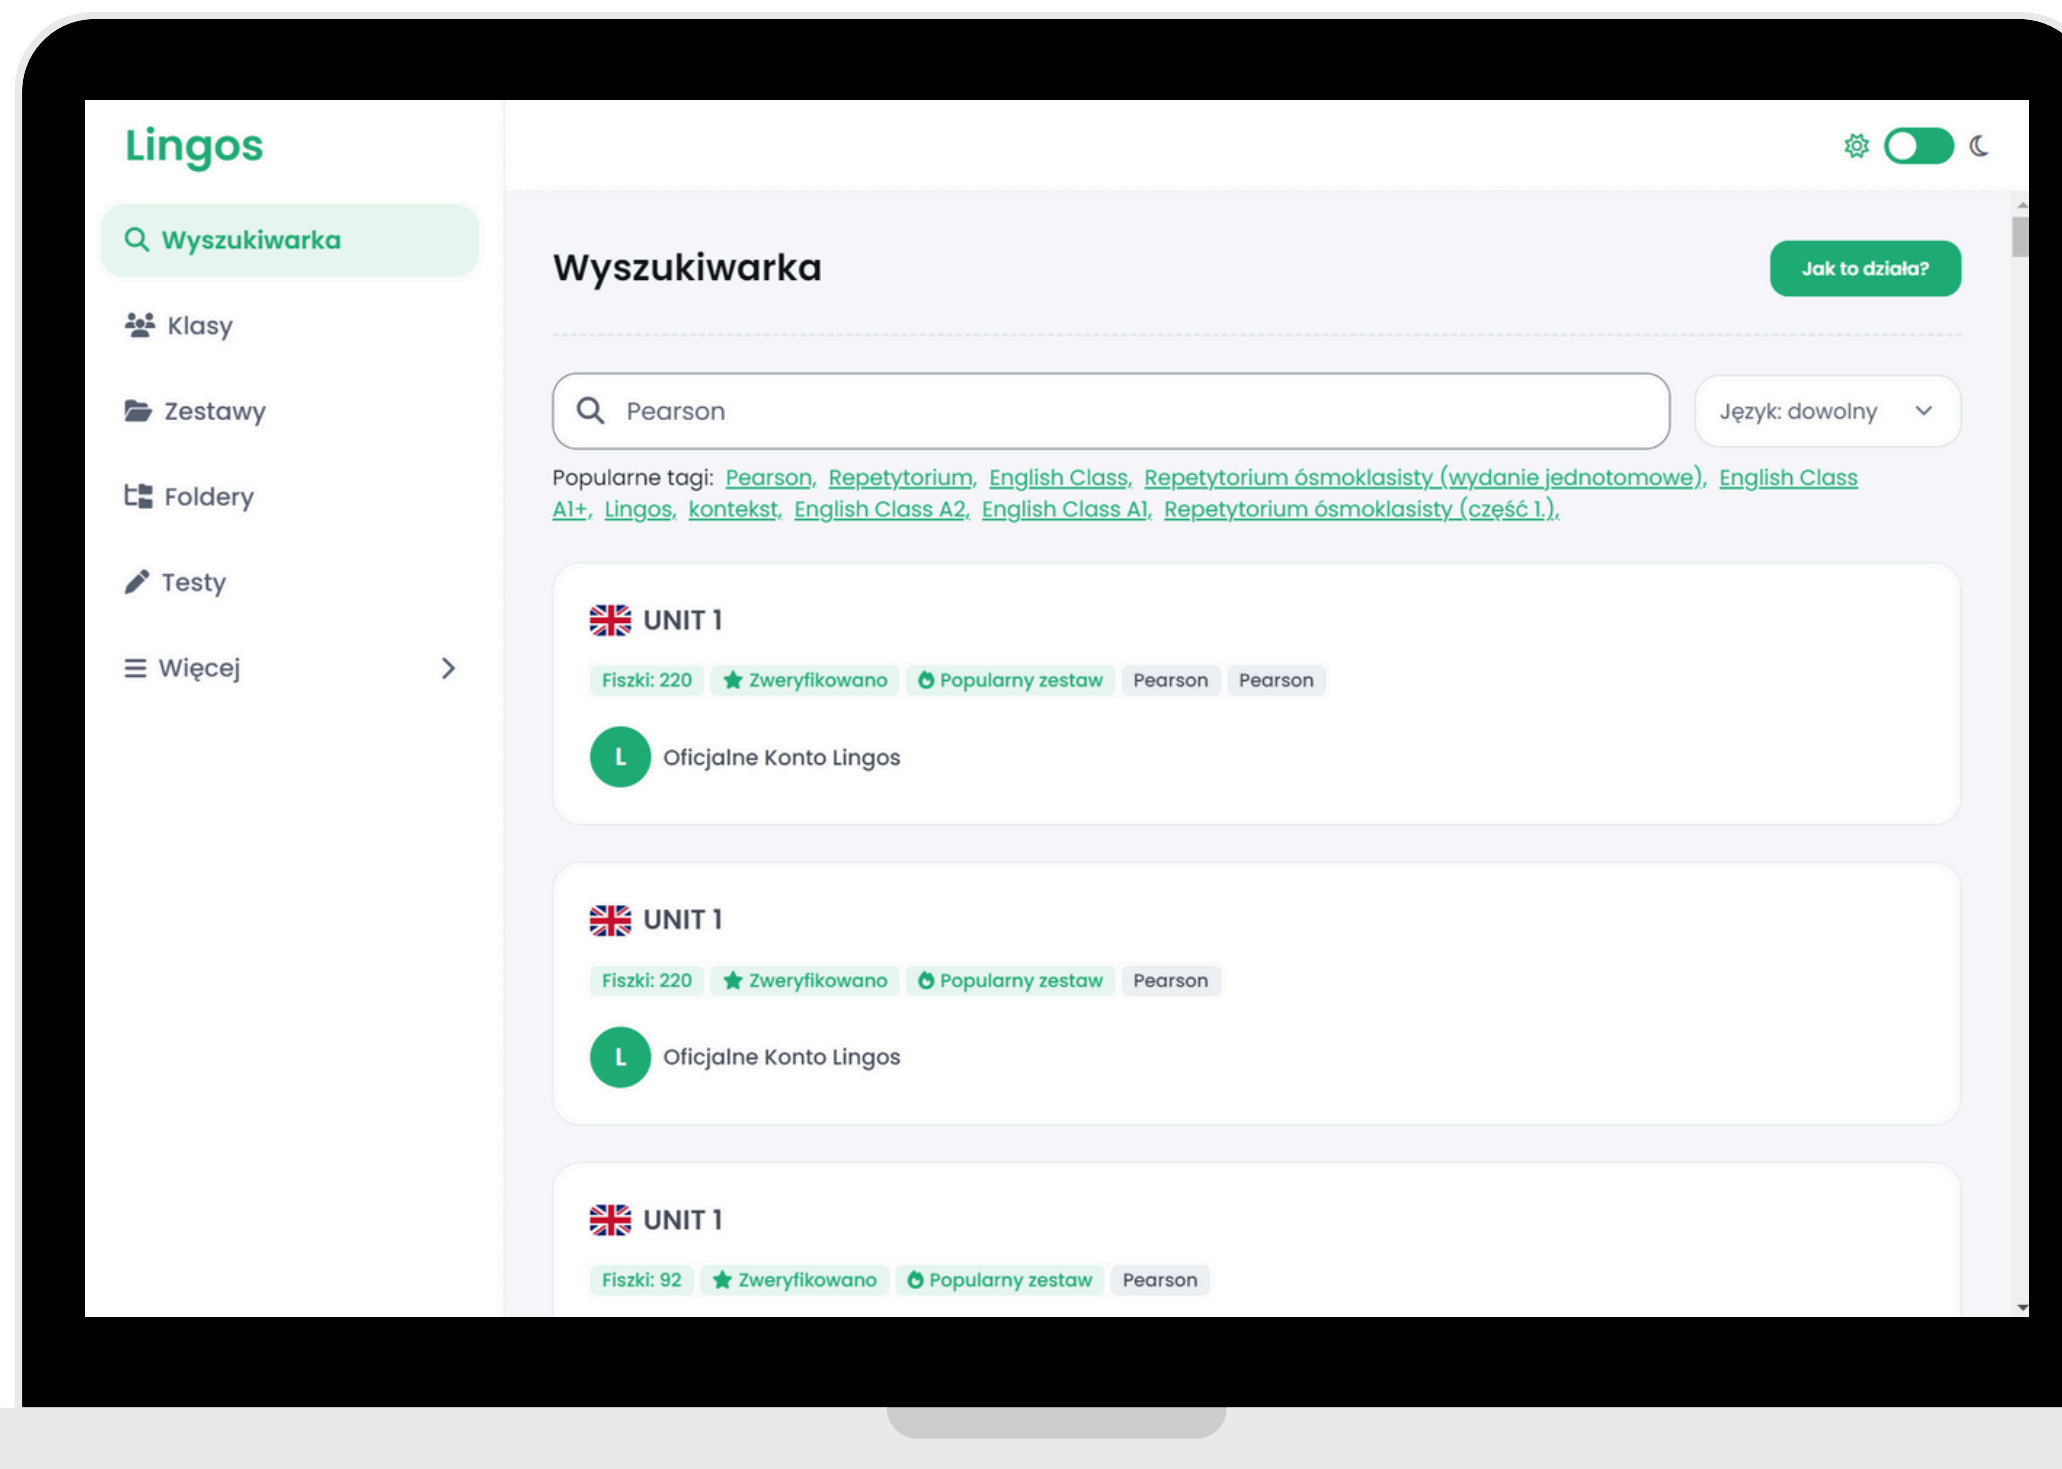 Lingos
Wyszukiwarka
Klasy
Zestawy
Foldery
Testy
Więcej
Wyszukiwarka
Jak to działa?
Pearson
Język: dowolny
Popularne tagi: Pearson, Repetytorium, English Class, Repetytorium ósmoklasisty (wydanie jednotomowe), English Class
A1+, Lingos, kontekst, English Class A2, English Class A1, Repetytorium ósmoklasisty (część 1.),
UNIT 1
Fiszki: 220 Zweryfikowano Popularny zestaw Pearson Pearson
L Oficjalne Konto Lingos
UNIT 1
Fiszki: 220 Zweryfikowano Popularny zestaw Pearson
L Oficjalne Konto Lingos
UNIT 1
Fiszki: 92 Zweryfikowano Popularny zestaw Pearson